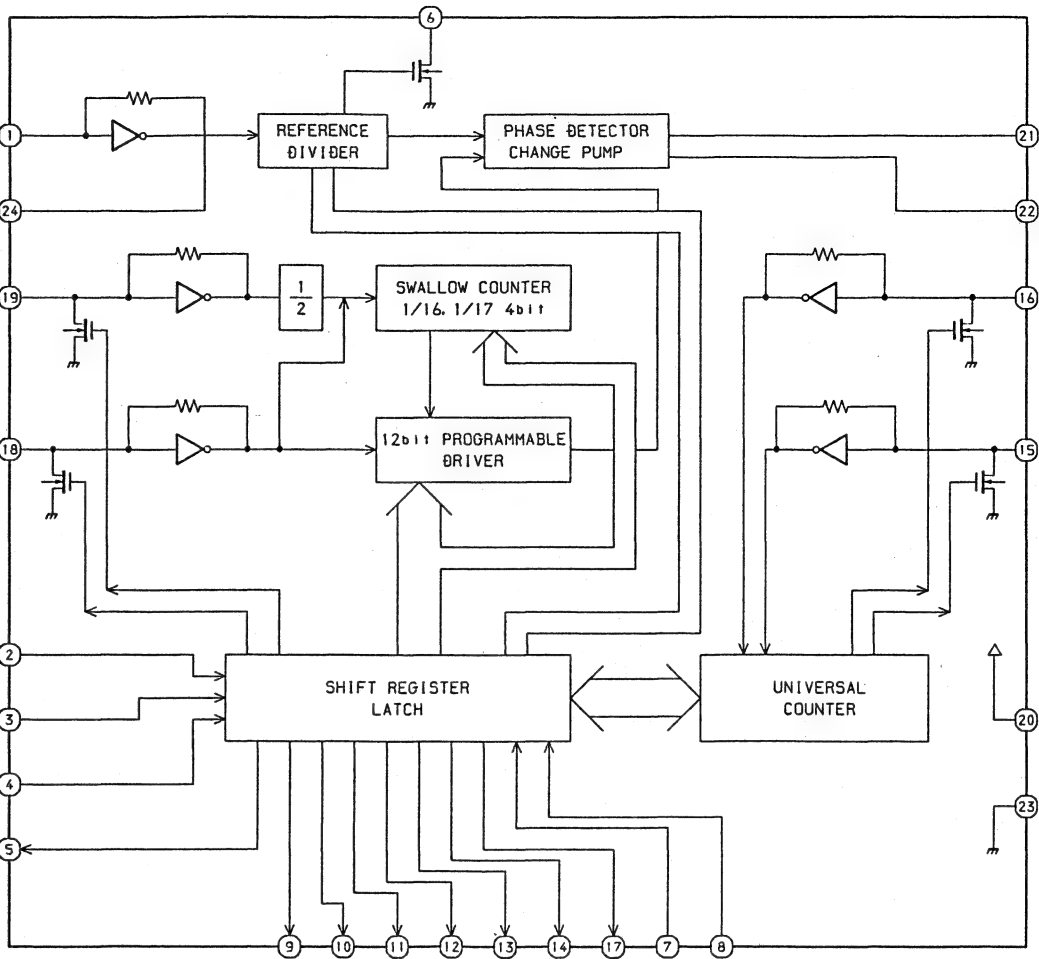 6
1
REFERENCE
DIVIDER
PHASE DETECTOR
CHANGE PUMP
21
24
22
19
1
2
SWALLOW COUNTER
1/16. 1/17 4bit
16
18
12bit PROGRAMMABLE
DRIVER
15
2
SHIFT REGISTER
LATCH
UNIVERSAL
COUNTER
3
20
4
23
5
9
10
11
12
13
14
17
7
8